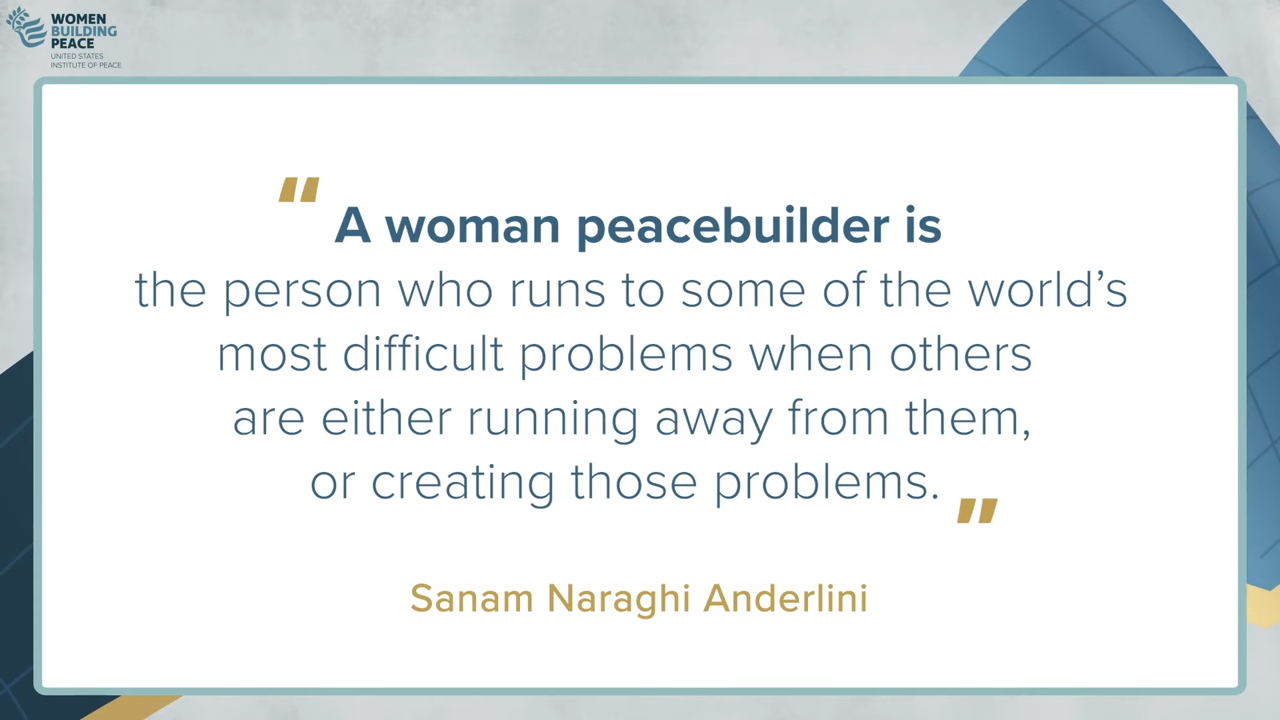 WOMEN
BUILDING
PEACE
UNITED STATES
INSTITUTE OF PEACE
" A woman peacebuilder is
the person who runs to some of the world’s
most difficult problems when others
are either running away from them,
or creating those problems. "
Sanam Naraghi Anderlini